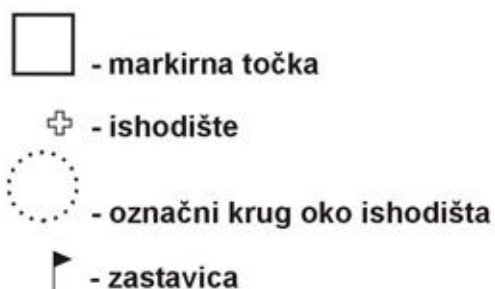 - markirna točka
- ishodište
- označni krug oko ishodišta
- zastavica